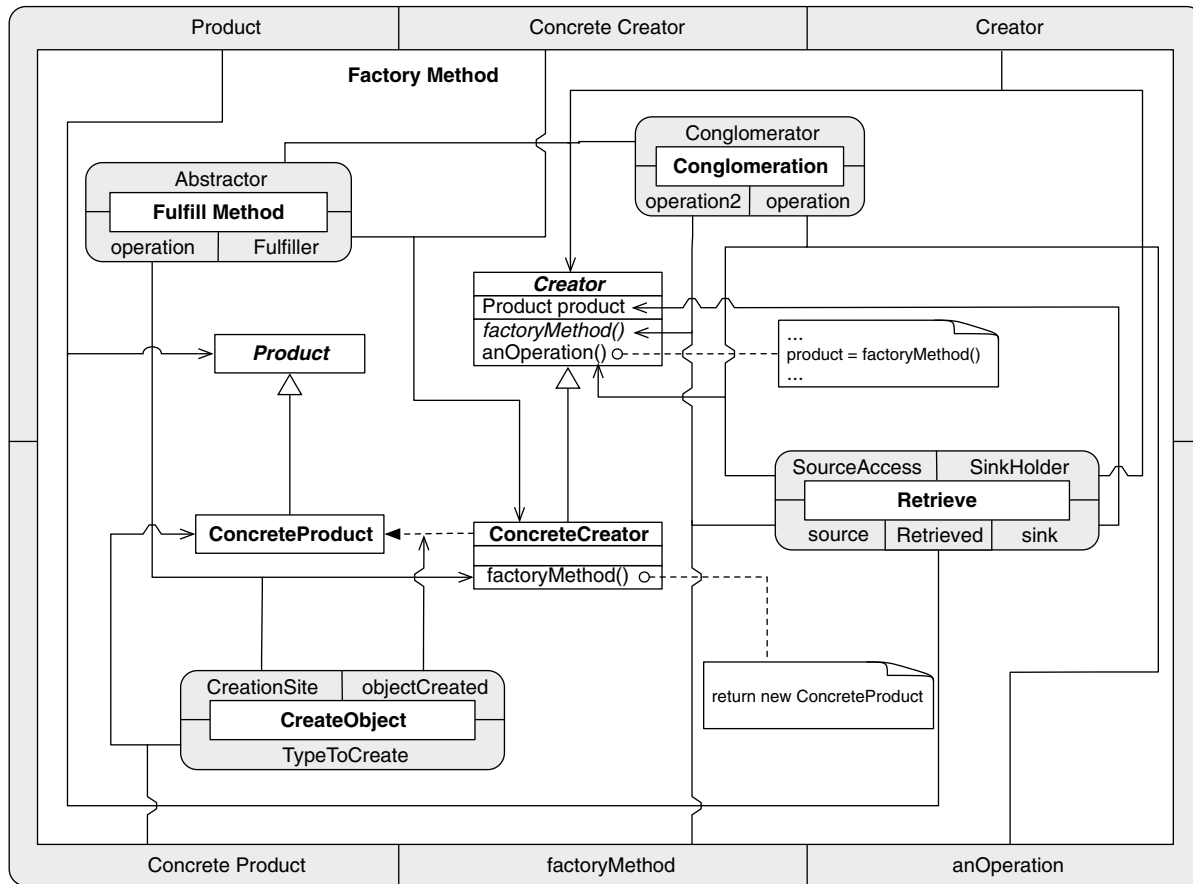 Product
Concrete Creator
Creator
Factory Method
Conglomerator
Conglomeration
operation2
operation
Abstractor
Fulfill Method
operation
Fulfiller
Creator
Product product
factoryMethod()
anOperation()
...
product = factoryMethod()
...
Product
SourceAccess
SinkHolder
Retrieve
source
Retrieved
sink
ConcreteProduct
ConcreteCreator
factoryMethod()
return new ConcreteProduct
CreationSite
objectCreated
CreateObject
TypeToCreate
Concrete Product
factoryMethod
anOperation